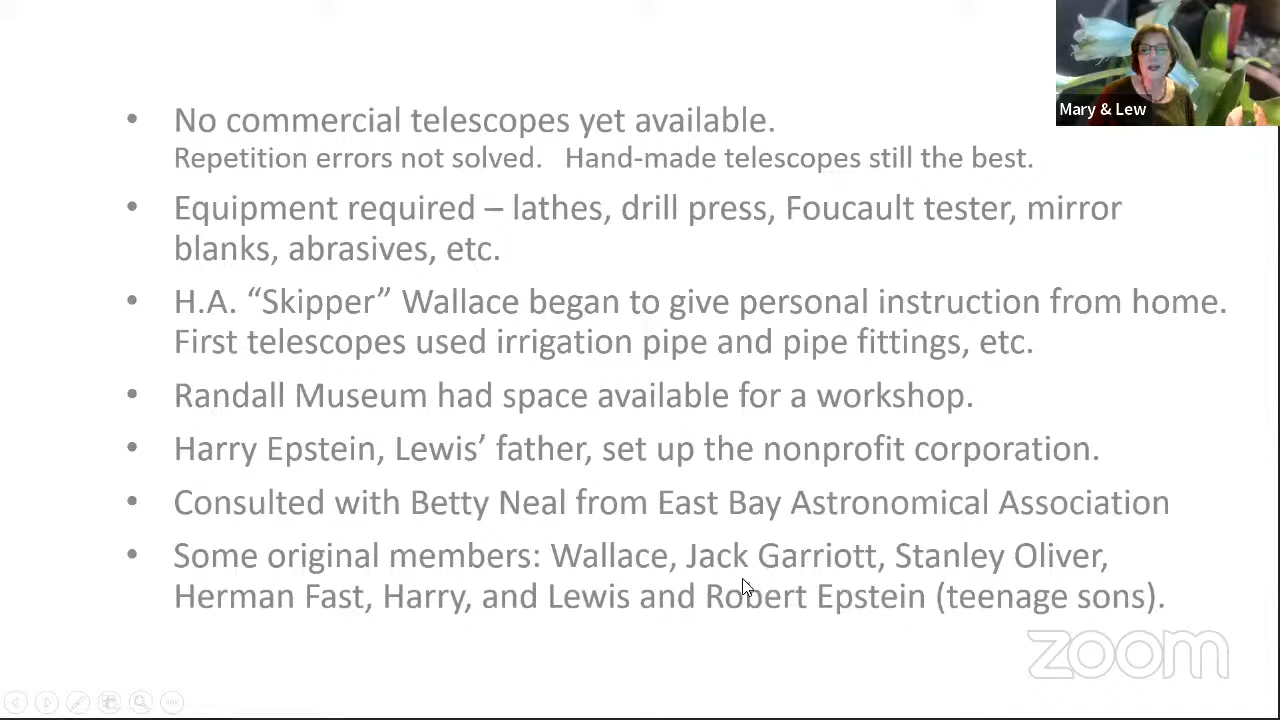 Mary & Lew
• No commercial telescopes yet available.
Repetition errors not solved. Hand-made telescopes still the best.
• Equipment required – lathes, drill press, Foucault tester, mirror
blanks, abrasives, etc.
• H.A. “Skipper” Wallace began to give personal instruction from home.
First telescopes used irrigation pipe and pipe fittings, etc.
• Randall Museum had space available for a workshop.
• Harry Epstein, Lewis’ father, set up the nonprofit corporation.
• Consulted with Betty Neal from East Bay Astronomical Association
• Some original members: Wallace, Jack Garriott, Stanley Oliver,
Herman Fast, Harry, and Lewis and Robert Epstein (teenage sons).
zoom